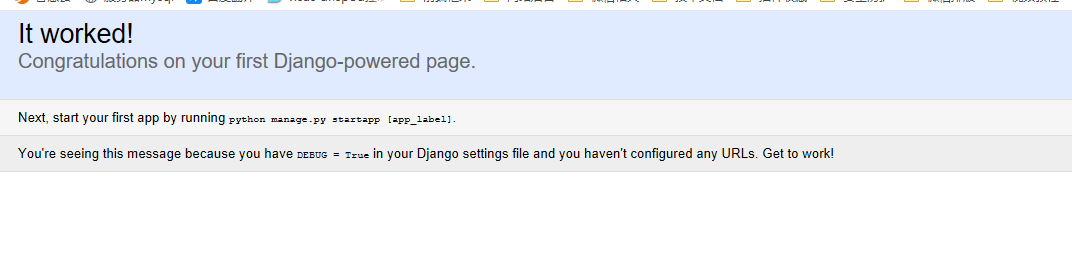 It worked!
Congratulations on your first Django-powered page.
Next, start your first app by running python manage.py startapp [app_label].
You're seeing this message because you have DEBUG = True in your Django settings file and you haven't configured any URLs. Get to work!